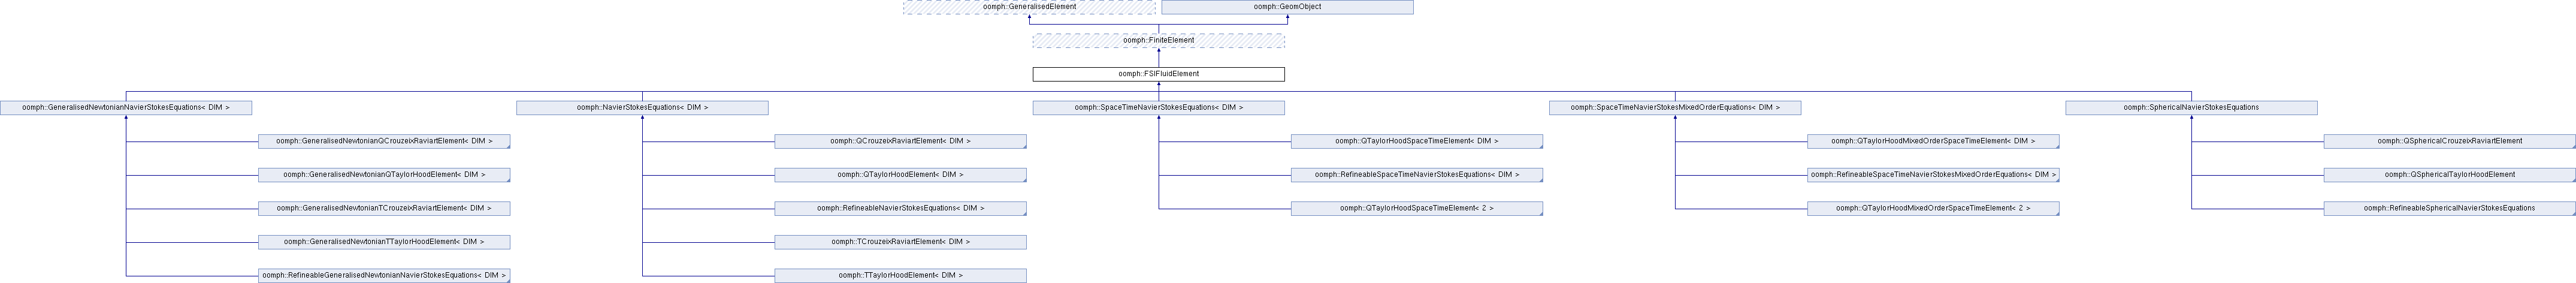 oomph::GeneralisedElement
oomph::GeomObject
oomph::FiniteElement
oomph::FSIFluidElement
oomph::GeneralisedNewtonianNavierStokesEquations< DIM >
oomph::NavierStokesEquations< DIM >
oomph::SpaceTimeNavierStokesEquations< DIM >
oomph::SpaceTimeNavierStokesMixedOrderEquations< DIM >
oomph::SphericalNavierStokesEquations
oomph::GeneralisedNewtonianQCrouzeixRaviartElement< DIM >
oomph::QCrouzeixRaviartElement< DIM >
oomph::QTaylorHoodSpaceTimeElement< DIM >
oomph::QTaylorHoodMixedOrderSpaceTimeElement< DIM >
oomph::QSphericalCrouzeixRaviartElement
oomph::GeneralisedNewtonianQTaylorHoodElement< DIM >
oomph::QTaylorHoodElement< DIM >
oomph::RefineableSpaceTimeNavierStokesEquations< DIM >
oomph::RefineableSpaceTimeNavierStokesMixedOrderEquations< DIM >
oomph::QSphericalTaylorHoodElement
oomph::GeneralisedNewtonianTCrouzeixRaviartElement< DIM >
oomph::RefineableNavierStokesEquations< DIM >
oomph::QTaylorHoodSpaceTimeElement< 2 >
oomph::QTaylorHoodMixedOrderSpaceTimeElement< 2 >
oomph::RefineableSphericalNavierStokesEquations
oomph::GeneralisedNewtonianTTaylorHoodElement< DIM >
oomph::TCrouzeixRaviartElement< DIM >
oomph::RefineableGeneralisedNewtonianNavierStokesEquations< DIM >
oomph::TTaylorHoodElement< DIM >